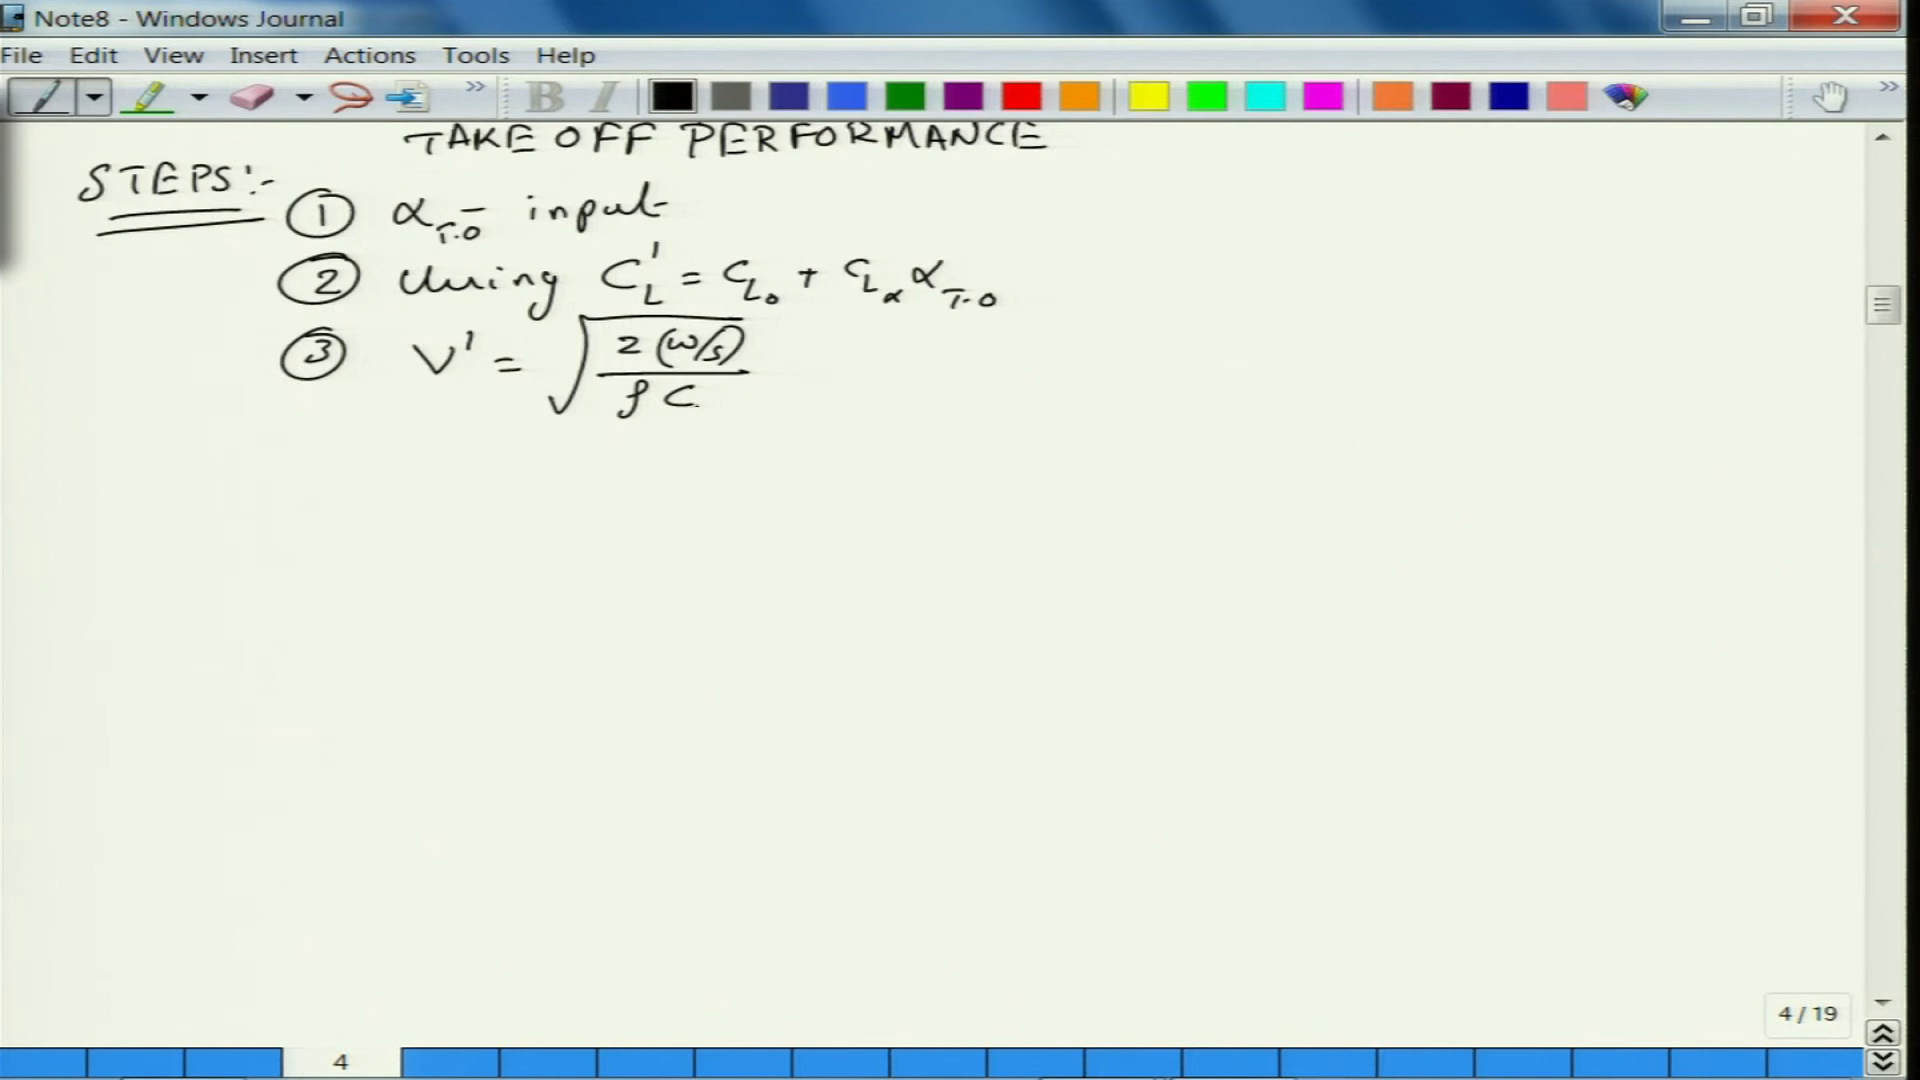 Note8 - Windows Journal
File Edit View Insert Actions Tools Help
B I
TAKE OFF PERFORMANCE
STEPS:-
① α_T.O - input
② Using C_L' = C_L₀ + C_Lα α_T.O
③ V' = √(2 (W/S) / ρ C
4 / 19
4